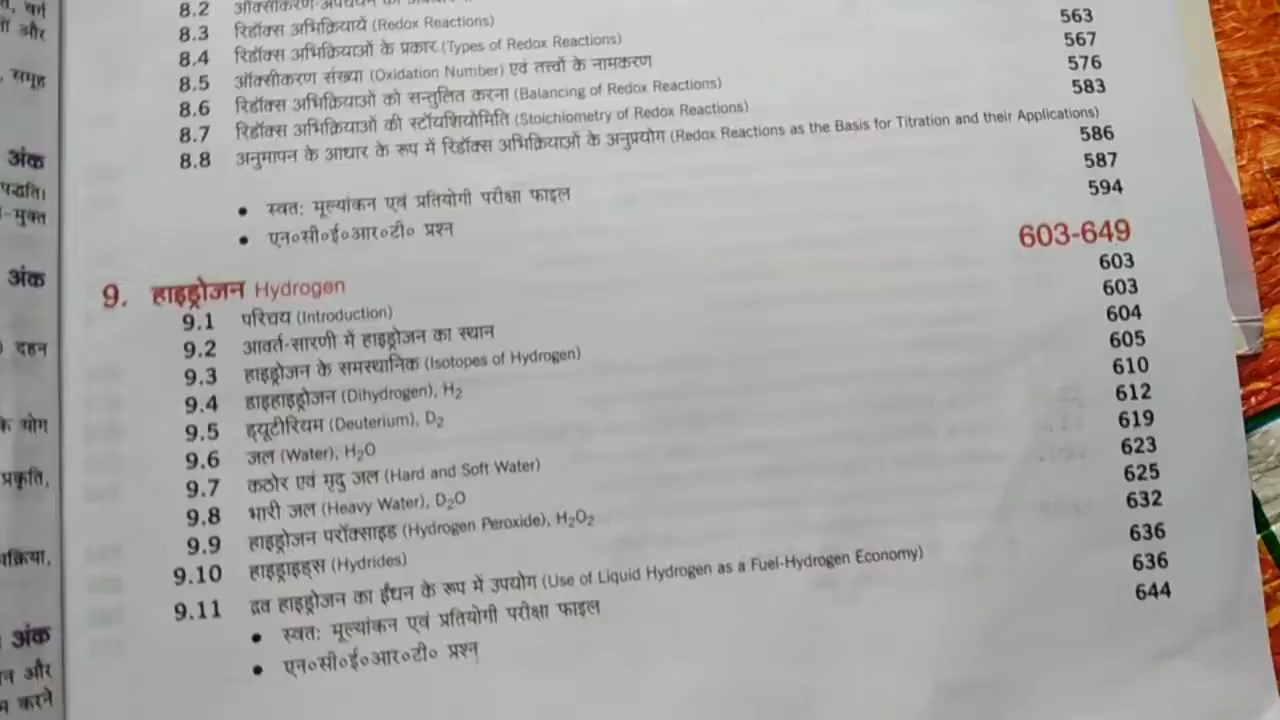 8.2 ऑक्सीकरण-अपचयन
8.3 रिडॉक्स अभिक्रियायें (Redox Reactions) 563
8.4 रिडॉक्स अभिक्रियाओं के प्रकार (Types of Redox Reactions) 567
8.5 ऑक्सीकरण संख्या (Oxidation Number) एवं तत्त्वों के नामकरण 576
8.6 रिडॉक्स अभिक्रियाओं को सन्तुलित करना (Balancing of Redox Reactions) 583
8.7 रिडॉक्स अभिक्रियाओं की स्टॉयशियोमिति (Stoichiometry of Redox Reactions)
8.8 अनुमापन के आधार के रूप में रिडॉक्स अभिक्रियाओं के अनुप्रयोग (Redox Reactions as the Basis for Titration and their Applications) 586
• स्वतः मूल्यांकन एवं प्रतियोगी परीक्षा फाइल 587
• एन०सी०ई०आर०टी० प्रश्न 594
9. हाइड्रोजन Hydrogen 603-649
9.1 परिचय (Introduction) 603
9.2 आवर्त-सारणी में हाइड्रोजन का स्थान 603
9.3 हाइड्रोजन के समस्थानिक (Isotopes of Hydrogen) 604
9.4 डाइहाइड्रोजन (Dihydrogen), H₂ 605
9.5 ड्यूटीरियम (Deuterium), D₂ 610
9.6 जल (Water), H₂O 612
9.7 कठोर एवं मृदु जल (Hard and Soft Water) 619
9.8 भारी जल (Heavy Water), D₂O 623
9.9 हाइड्रोजन परॉक्साइड (Hydrogen Peroxide), H₂O₂ 625
9.10 हाइड्राइड्स (Hydrides) 632
9.11 द्रव हाइड्रोजन का ईंधन के रूप में उपयोग (Use of Liquid Hydrogen as a Fuel-Hydrogen Economy) 636
• स्वतः मूल्यांकन एवं प्रतियोगी परीक्षा फाइल 636
• एन०सी०ई०आर०टी० प्रश्न 644
वर्ग
और
समूह
अंक
पद्धति।
-मुक्त
अंक
दहन
के योग
प्रकृति,
अंक
और
करने